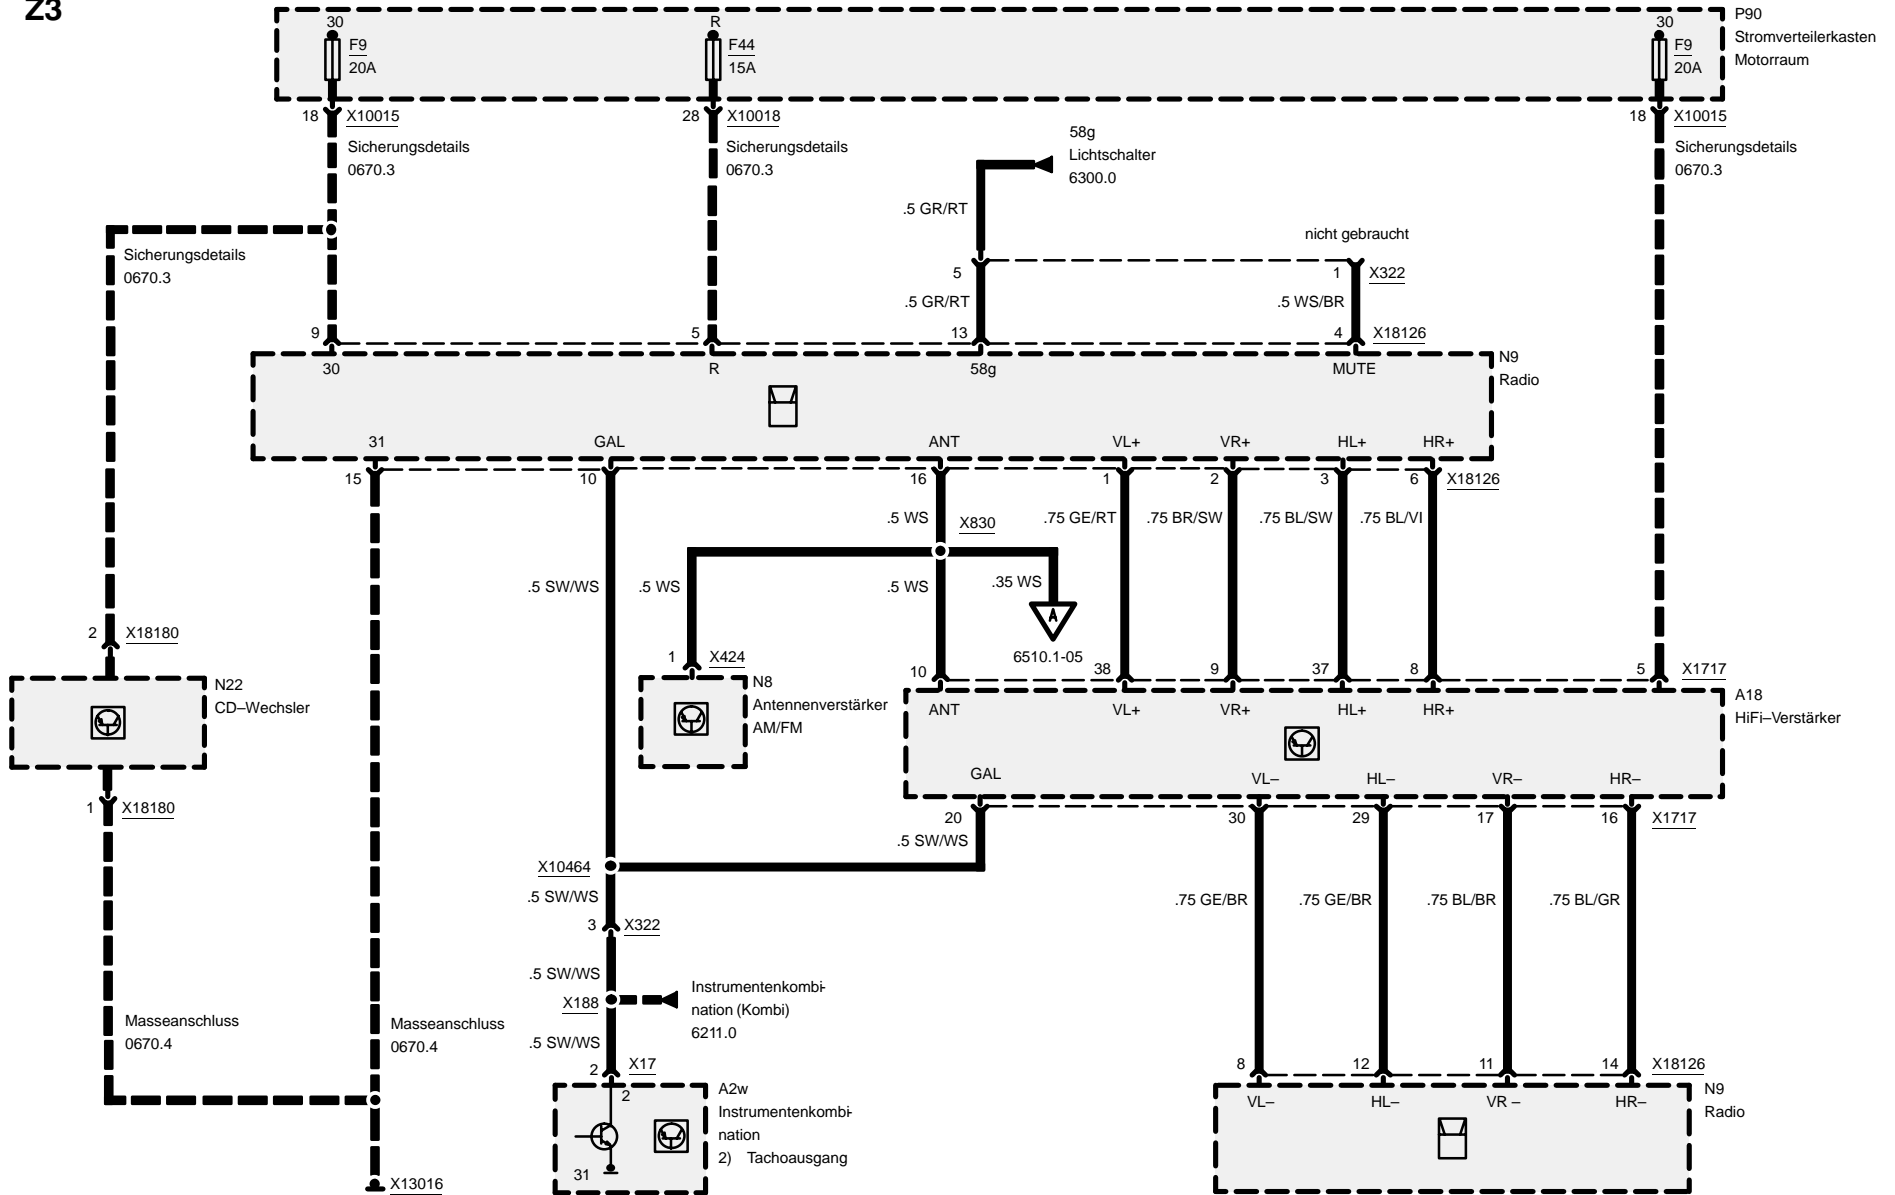 Z3
30
R
30
P90
F9
F44
F9
Stromverteilerkasten
20A
15A
20A
Motorraum
18
X10015
28
X10018
18
X10015
Sicherungsdetails
0670.3
Sicherungsdetails
0670.3
Sicherungsdetails
0670.3
58g
Lichtschalter
6300.0
.5 GR/RT
nicht gebraucht
Sicherungsdetails
0670.3
5
1
X322
.5 GR/RT
.5 WS/BR
9
5
13
4
X18126
30
R
58g
MUTE
N9
Radio
31
GAL
ANT
VL+
VR+
HL+
HR+
15
10
16
1
2
3
6
X18126
.5 WS
X830
.75 GE/RT
.75 BR/SW
.75 BL/SW
.75 BL/VI
.5 SW/WS
.5 WS
.5 WS
.35 WS
A
6510.1-05
2
X18180
1
X424
10
38
9
37
8
5
X1717
N22
CD–Wechsler
N8
Antennenverstärker
AM/FM
ANT
VL+
VR+
HL+
HR+
A18
HiFi–Verstärker
GAL
VL–
HL–
VR–
HR–
1
X18180
20
30
29
17
16
X1717
.5 SW/WS
X10464
.5 SW/WS
.75 GE/BR
.75 GE/BR
.75 BL/BR
.75 BL/GR
3
X322
.5 SW/WS
X188
Instrumentenkombi-
nation (Kombi)
6211.0
Masseanschluss
0670.4
Masseanschluss
0670.4
.5 SW/WS
2
X17
8
12
11
14
X18126
2
A2w
Instrumentenkombi-
nation
2) Tachoausgang
VL–
HL–
VR –
HR–
N9
Radio
31
X13016